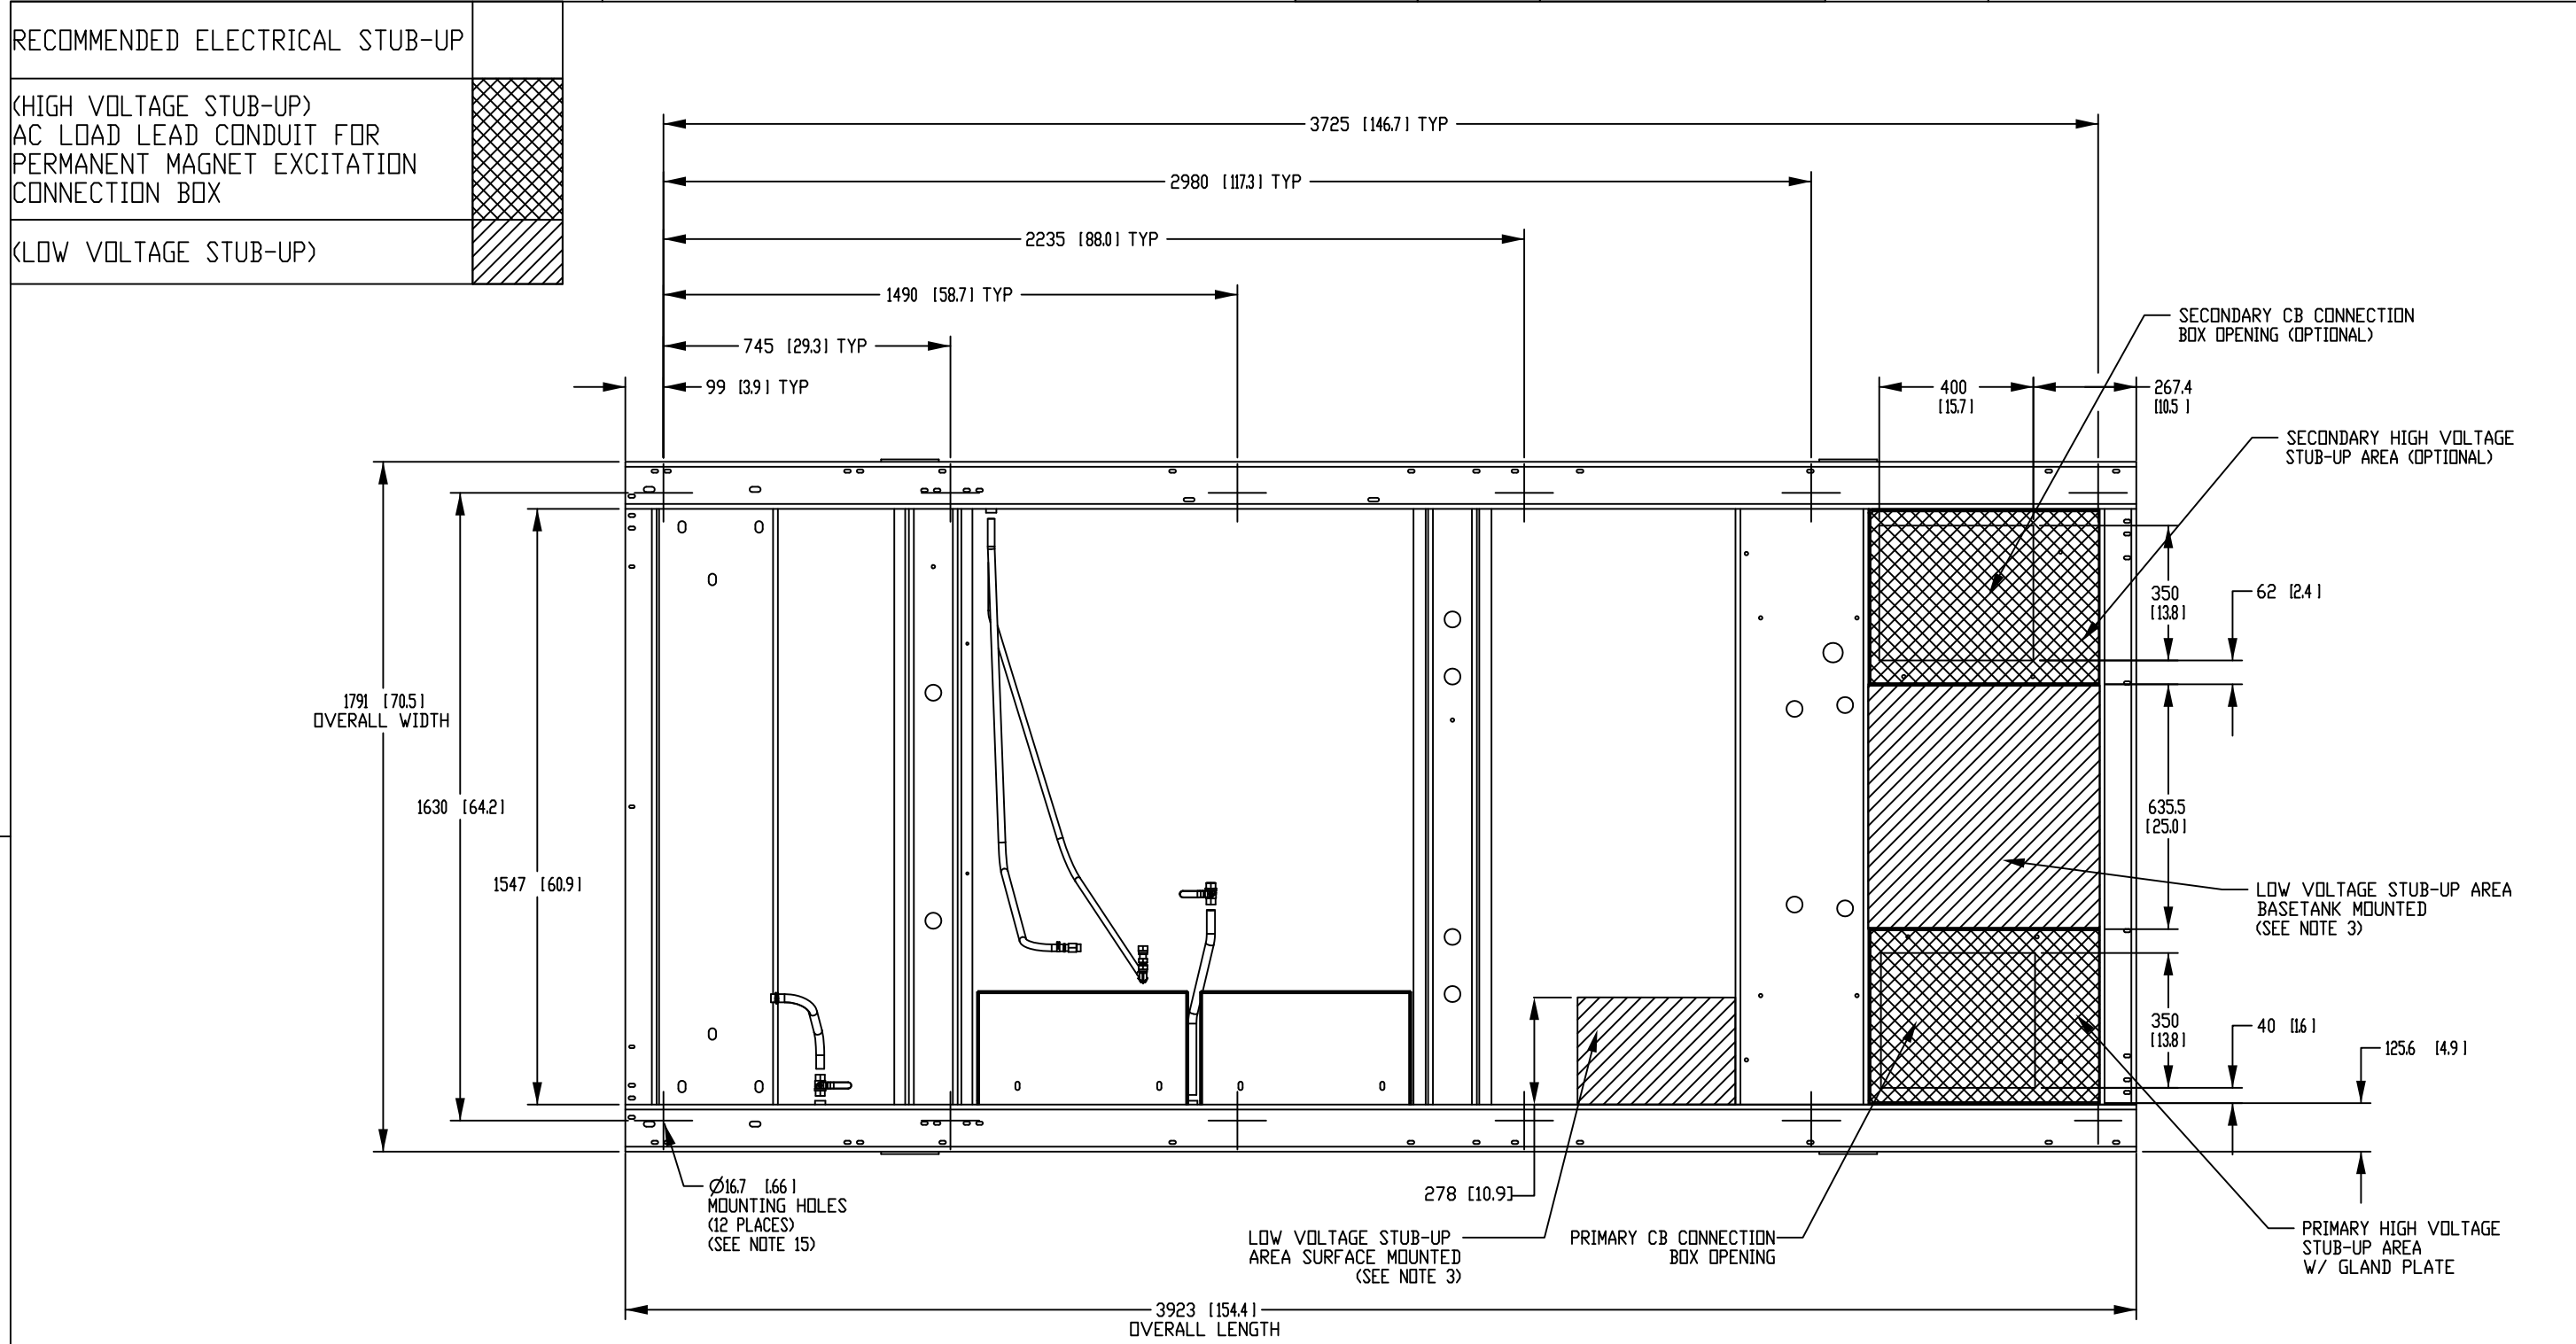 RECOMMENDED ELECTRICAL STUB-UP
(HIGH VOLTAGE STUB-UP)
AC LOAD LEAD CONDUIT FOR
PERMANENT MAGNET EXCITATION
CONNECTION BOX
(LOW VOLTAGE STUB-UP)
3725 [146.7] TYP
2980 [117.3] TYP
2235 [88.0] TYP
1490 [58.7] TYP
745 [29.3] TYP
99 [3.9] TYP
SECONDARY CB CONNECTION
BOX OPENING (OPTIONAL)
400
[15.7]
267.4
[10.5]
SECONDARY HIGH VOLTAGE
STUB-UP AREA (OPTIONAL)
350
[13.8]
62 [2.4]
1791 [70.5]
OVERALL WIDTH
1630 [64.2]
1547 [60.9]
635.5
[25.0]
LOW VOLTAGE STUB-UP AREA
BASETANK MOUNTED
(SEE NOTE 3)
350
[13.8]
40 [1.6]
125.6 [4.9]
Ø16.7 [.66]
MOUNTING HOLES
(12 PLACES)
(SEE NOTE 15)
278 [10.9]
LOW VOLTAGE STUB-UP
AREA SURFACE MOUNTED
(SEE NOTE 3)
PRIMARY CB CONNECTION
BOX OPENING
PRIMARY HIGH VOLTAGE
STUB-UP AREA
W/ GLAND PLATE
3923 [154.4]
OVERALL LENGTH